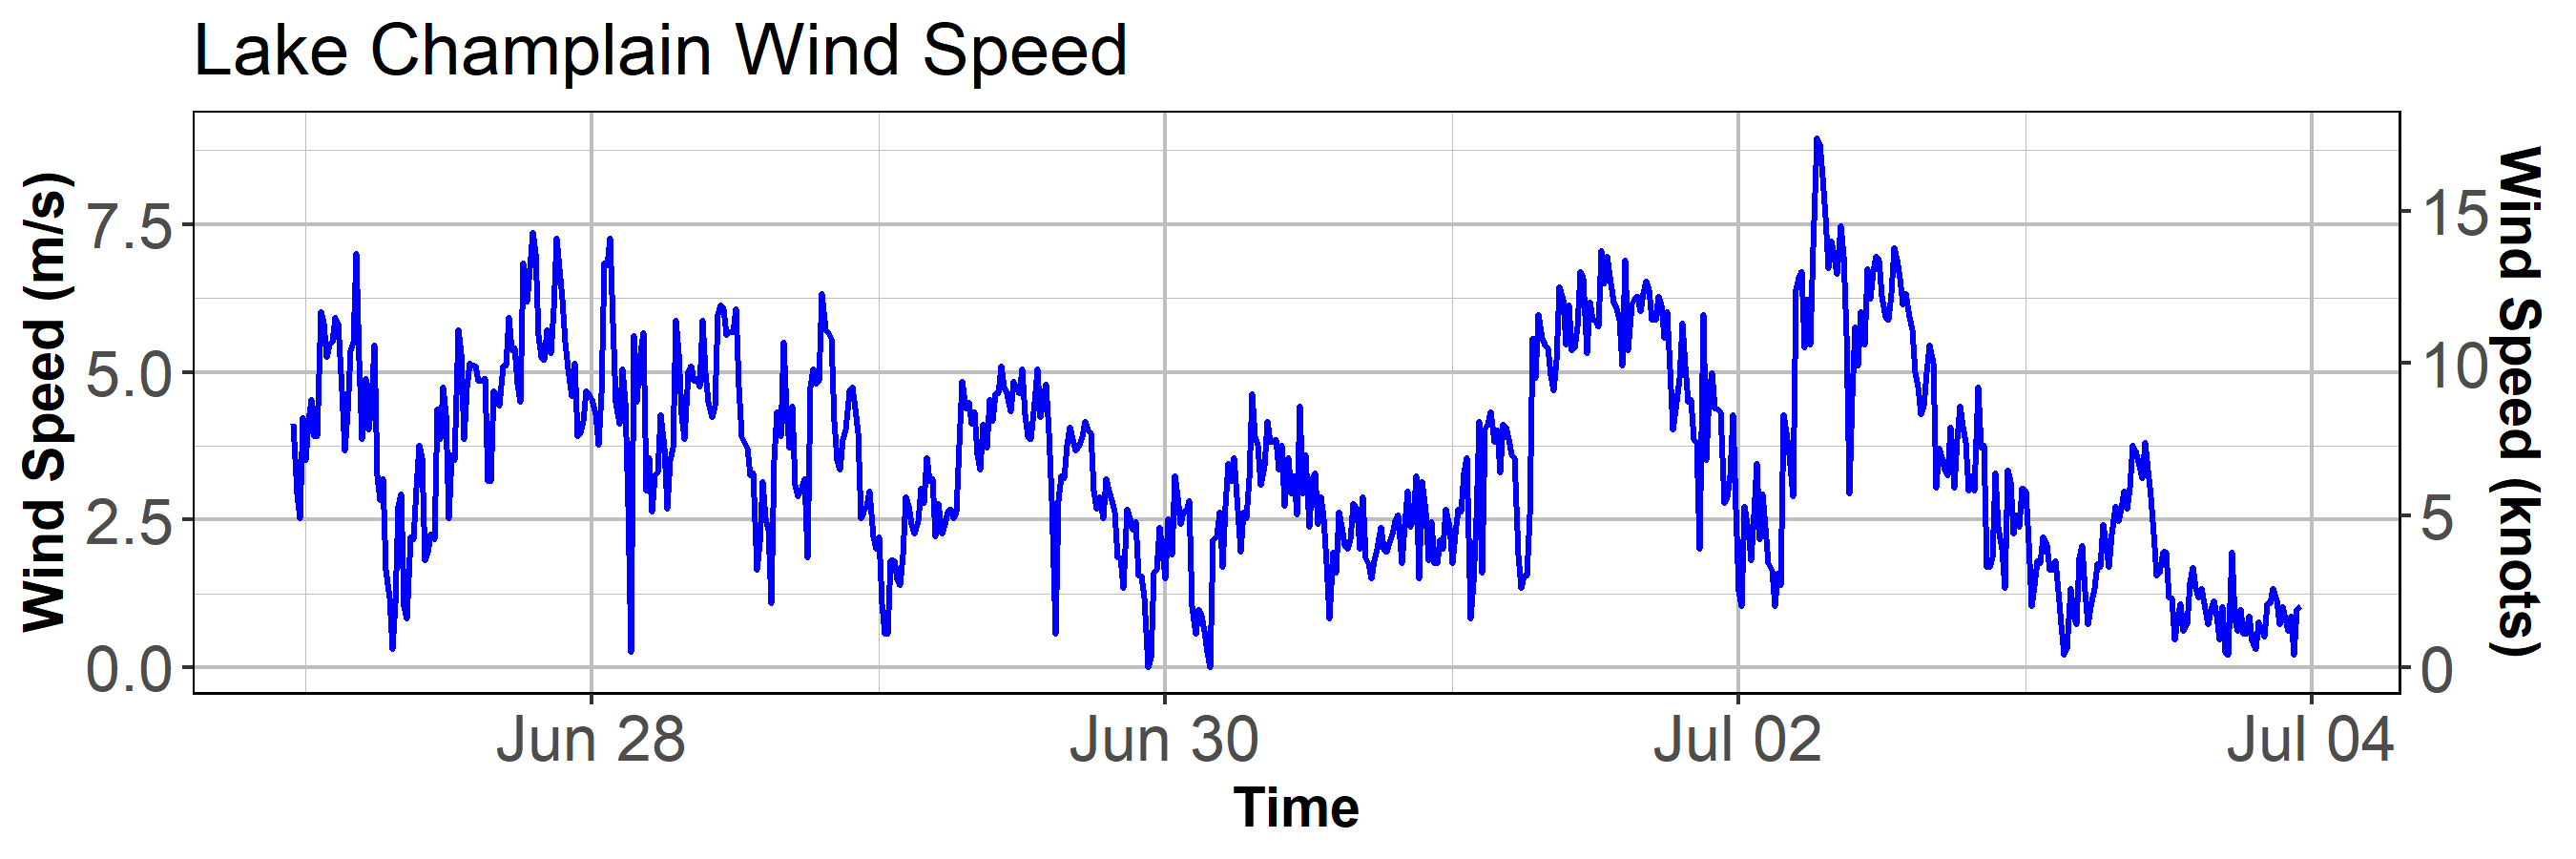 Lake Champlain Wind Speed
Wind Speed (m/s)
7.5
5.0
2.5
0.0
15
10
5
0
Wind Speed (knots)
Jun 28
Jun 30
Jul 02
Jul 04
Time